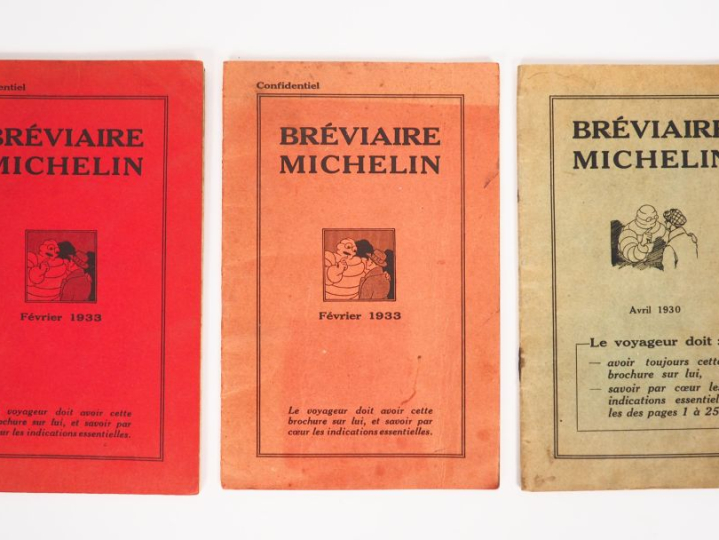 entiel
BRÉVIAIRE
MICHELIN
Février 1933
voyageur doit avoir cette
ochure sur lui, et savoir par
œur les indications essentielles.
Confidentiel
BRÉVIAIRE
MICHELIN
Février 1933
Le voyageur doit avoir cette
brochure sur lui, et savoir par
cœur les indications essentielles.
BRÉVIAIRE
MICHELIN
Avril 1930
Le voyageur doit :
— avoir toujours cette
brochure sur lui,
— savoir par cœur les
indications essentiel-
les des pages 1 à 25